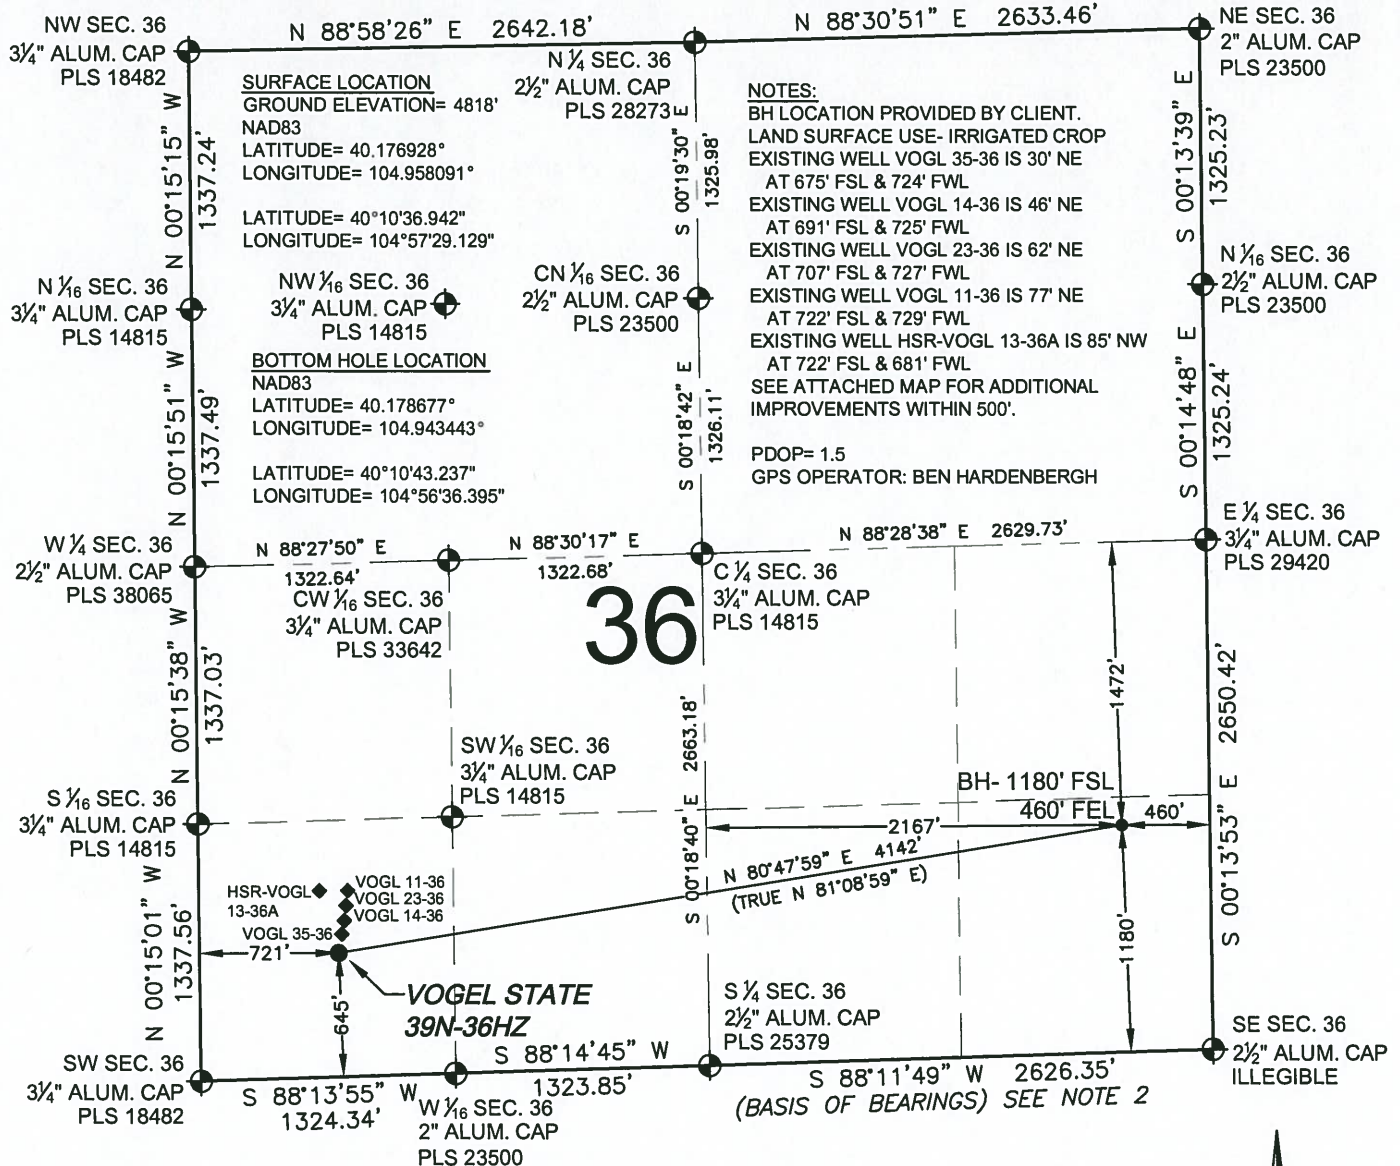 N 88°58'26" E 2642.18'
N 88°30'51" E 2633.46'
NW SEC. 36
3¼" ALUM. CAP
PLS 18482
N ¼ SEC. 36
2½" ALUM. CAP
PLS 28273
NE SEC. 36
2" ALUM. CAP
PLS 23500
SURFACE LOCATION
GROUND ELEVATION= 4818'
NAD83
LATITUDE= 40.176928°
LONGITUDE= 104.958091°
LATITUDE= 40°10'36.942"
LONGITUDE= 104°57'29.129"
NOTES:
BH LOCATION PROVIDED BY CLIENT.
LAND SURFACE USE- IRRIGATED CROP
EXISTING WELL VOGL 35-36 IS 30' NE
AT 675' FSL & 724' FWL
EXISTING WELL VOGL 14-36 IS 46' NE
AT 691' FSL & 725' FWL
EXISTING WELL VOGL 23-36 IS 62' NE
AT 707' FSL & 727' FWL
EXISTING WELL VOGL 11-36 IS 77' NE
AT 722' FSL & 729' FWL
EXISTING WELL HSR-VOGL 13-36A IS 85' NW
AT 722' FSL & 681' FWL
SEE ATTACHED MAP FOR ADDITIONAL
IMPROVEMENTS WITHIN 500'.
PDOP= 1.5
GPS OPERATOR: BEN HARDENBERGH
N 00°15'15" W
1337.24'
S 00°19'30" E
1325.98'
S 00°13'39" E
1325.23'
N 1/16 SEC. 36
3¼" ALUM. CAP
PLS 14815
NW 1/16 SEC. 36
3¼" ALUM. CAP
PLS 14815
CN 1/16 SEC. 36
2½" ALUM. CAP
PLS 23500
N 1/16 SEC. 36
2½" ALUM. CAP
PLS 23500
BOTTOM HOLE LOCATION
NAD83
LATITUDE= 40.178677°
LONGITUDE= 104.943443°
LATITUDE= 40°10'43.237"
LONGITUDE= 104°56'36.395"
N 00°15'51" W
1337.49'
S 00°18'42" E
1326.11'
S 00°14'48" E
1325.24'
W ¼ SEC. 36
2½" ALUM. CAP
PLS 38065
N 88°27'50" E
1322.64'
N 88°30'17" E
1322.68'
N 88°28'38" E 2629.73'
E ¼ SEC. 36
3¼" ALUM. CAP
PLS 29420
CW 1/16 SEC. 36
3¼" ALUM. CAP
PLS 33642
36
C ¼ SEC. 36
3¼" ALUM. CAP
PLS 14815
N 00°15'38" W
1337.03'
S 00°18'40" E 2663.18'
1472'
S 00°13'53" E 2650.42'
SW 1/16 SEC. 36
3¼" ALUM. CAP
PLS 14815
S 1/16 SEC. 36
3¼" ALUM. CAP
PLS 14815
BH- 1180' FSL
460' FEL
2167'
460'
N 80°47'59" E 4142'
(TRUE N 81°08'59" E)
1180'
N 00°15'01" W
1337.56'
HSR-VOGL
13-36A
VOGL 11-36
VOGL 23-36
VOGL 14-36
VOGL 35-36
721'
645'
VOGEL STATE
39N-36HZ
S ¼ SEC. 36
2½" ALUM. CAP
PLS 25379
SE SEC. 36
2½" ALUM. CAP
ILLEGIBLE
SW SEC. 36
3¼" ALUM. CAP
PLS 18482
S 88°13'55" W
1324.34'
S 88°14'45" W
1323.85'
S 88°11'49" W 2626.35'
(BASIS OF BEARINGS) SEE NOTE 2
W 1/16 SEC. 36
2" ALUM. CAP
PLS 23500